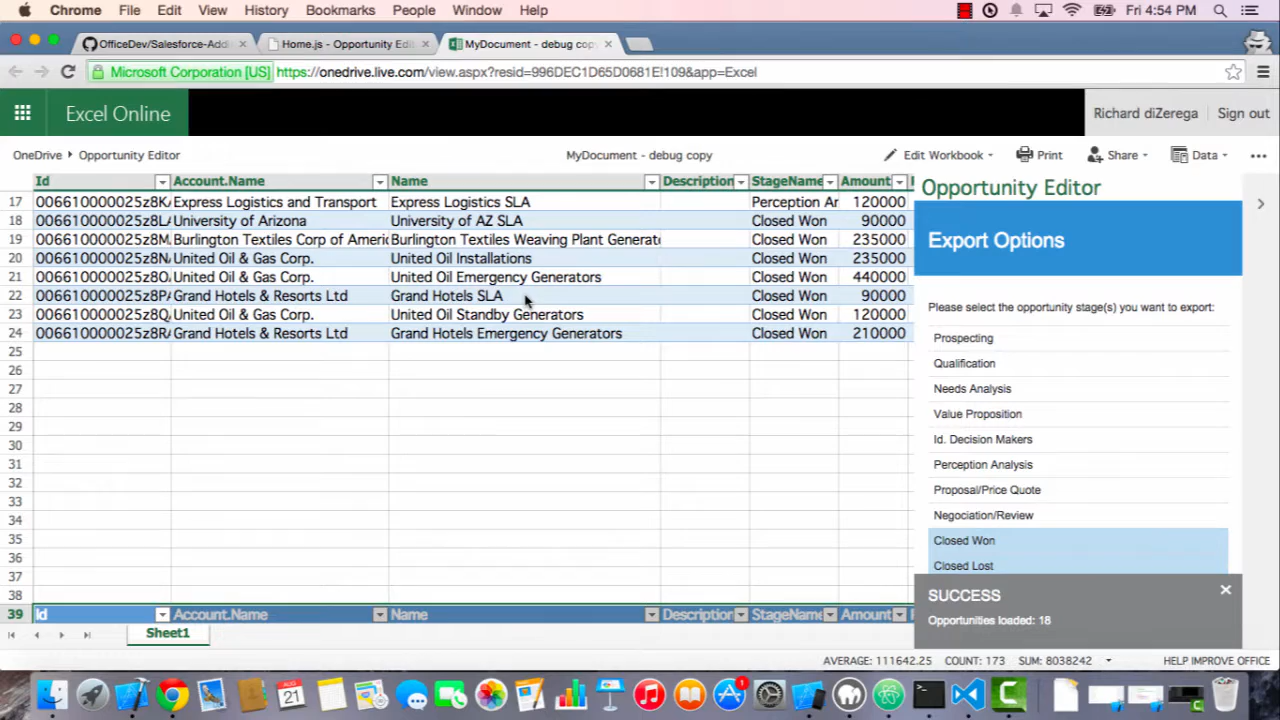 Chrome File Edit View History Bookmarks People Window Help Fri 4:54 PM
OfficeDev/Salesforce-Addi Home.js - Opportunity Edit MyDocument - debug cop
Microsoft Corporation [US] https://onedrive.live.com/view.aspx?resid=996DEC1D65D0681E!109&app=Excel
Excel Online Richard diZerega Sign out
OneDrive Opportunity Editor MyDocument - debug copy Edit Workbook Print Share Data
Id Account.Name Name Description StageName Amount
17 006610000025z8K Express Logistics and Transport Express Logistics SLA Perception Ar 120000
18 006610000025z8L University of Arizona University of AZ SLA Closed Won 90000
19 006610000025z8M Burlington Textiles Corp of Americ Burlington Textiles Weaving Plant Generato Closed Won 235000
20 006610000025z8N United Oil & Gas Corp. United Oil Installations Closed Won 235000
21 006610000025z8O United Oil & Gas Corp. United Oil Emergency Generators Closed Won 440000
22 006610000025z8P Grand Hotels & Resorts Ltd Grand Hotels SLA Closed Won 90000
23 006610000025z8Q United Oil & Gas Corp. United Oil Standby Generators Closed Won 120000
24 006610000025z8R Grand Hotels & Resorts Ltd Grand Hotels Emergency Generators Closed Won 210000
25
26
27
28
29
30
31
32
33
34
35
36
37
38
39 Id Account.Name Name Description StageName Amount
Sheet1
Opportunity Editor
Export Options
Please select the opportunity stage(s) you want to export:
Prospecting
Qualification
Needs Analysis
Value Proposition
Id. Decision Makers
Perception Analysis
Proposal/Price Quote
Negociation/Review
Closed Won
Closed Lost
SUCCESS
Opportunities loaded: 18
AVERAGE: 111642.25 COUNT: 173 SUM: 8038242 HELP IMPROVE OFFICE
AUG
21
1